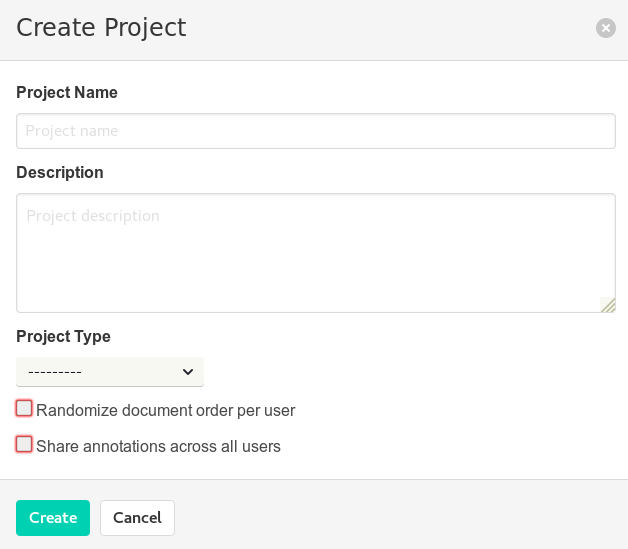 Create Project
Project Name
Project name
Description
Project description
Project Type
---------
Randomize document order per user
Share annotations across all users
Create Cancel